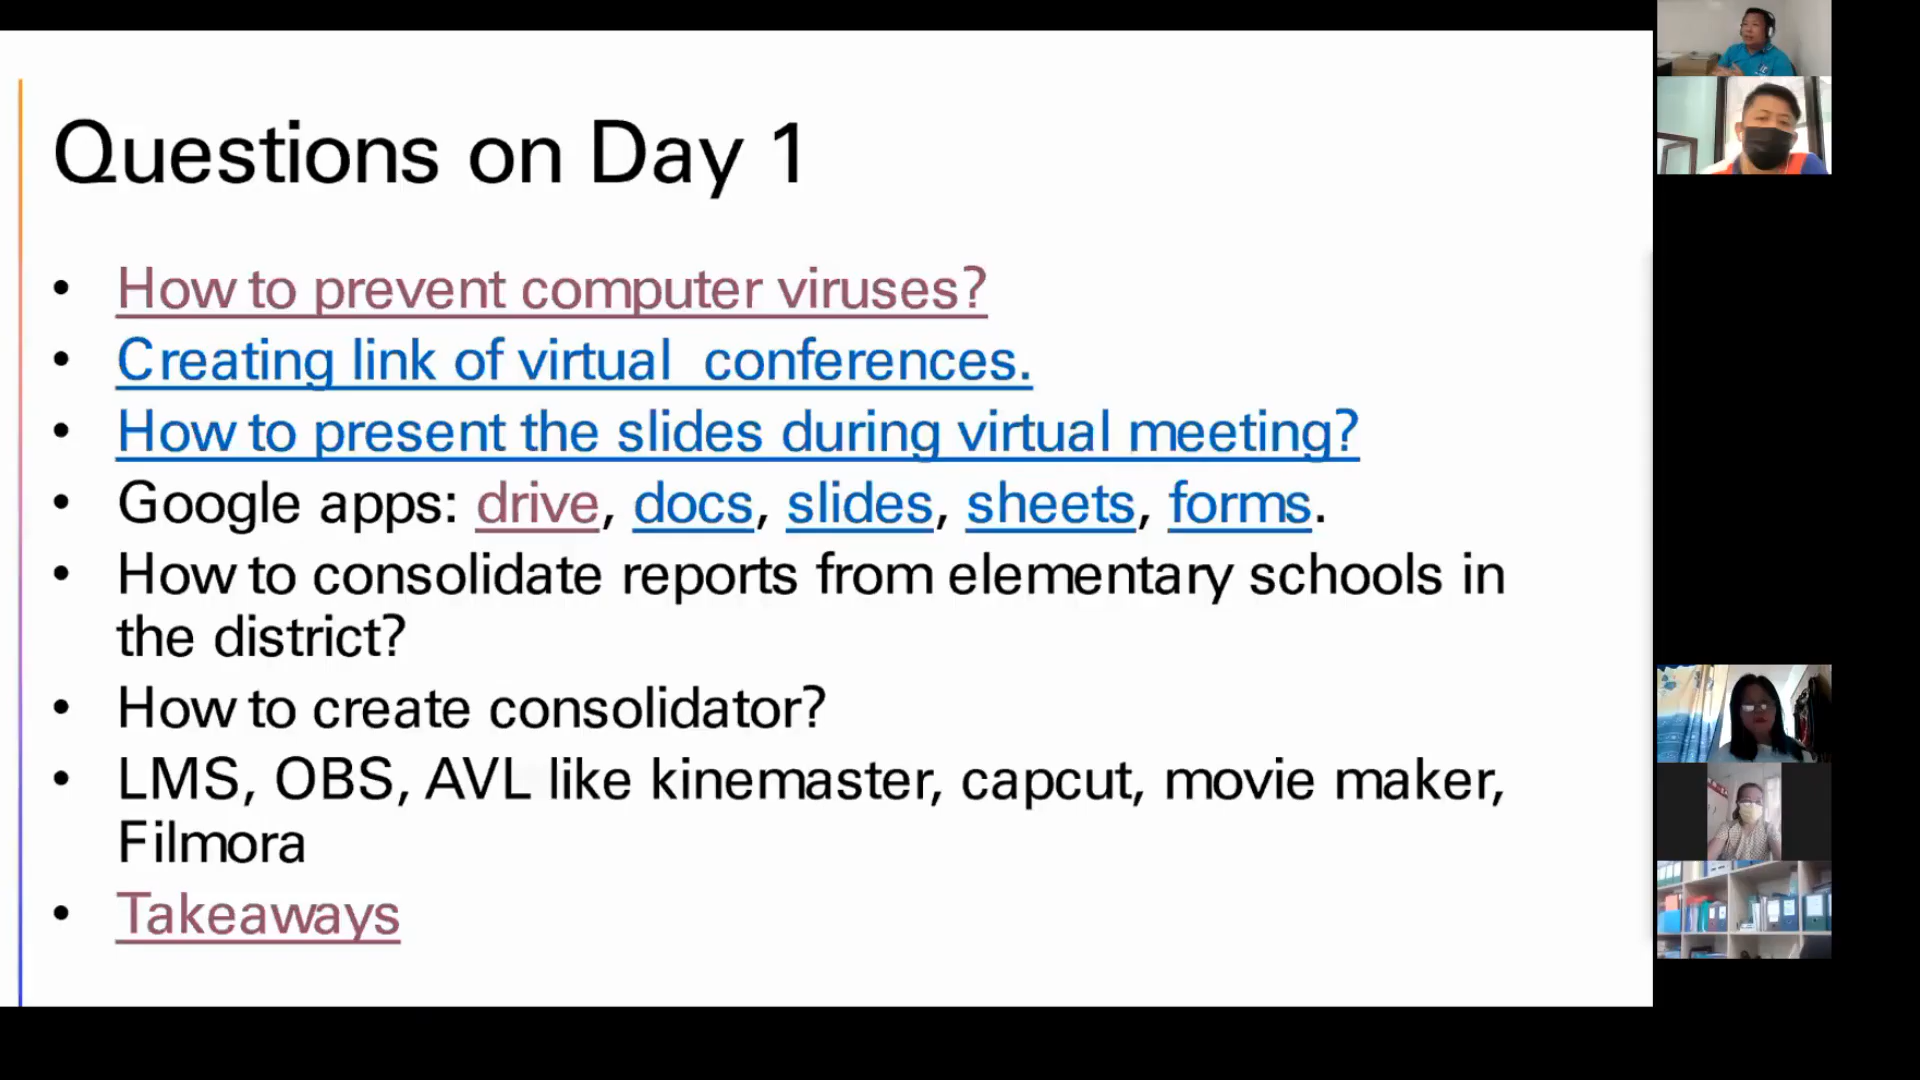 Questions on Day 1
• How to prevent computer viruses?
• Creating link of virtual conferences.
• How to present the slides during virtual meeting?
• Google apps: drive, docs, slides, sheets, forms.
• How to consolidate reports from elementary schools in
the district?
• How to create consolidator?
• LMS, OBS, AVL like kinemaster, capcut, movie maker,
Filmora
• Takeaways